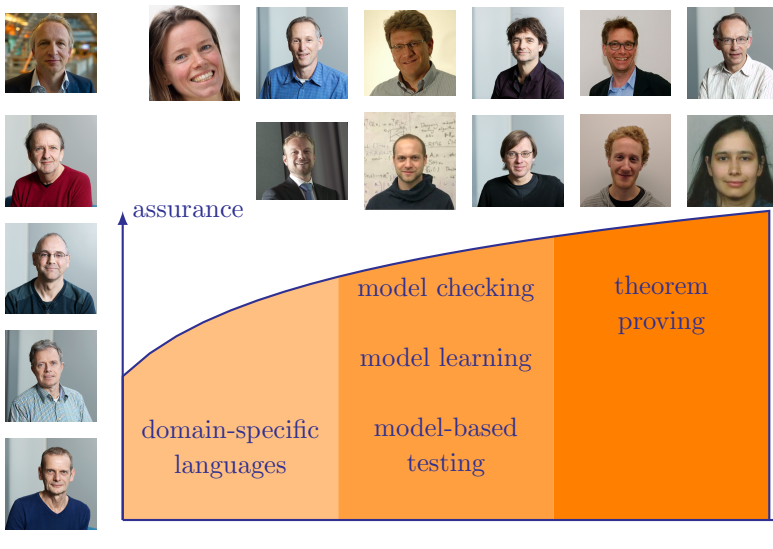 assurance
model checking
theorem
proving
model learning
domain-specific
languages
model-based
testing